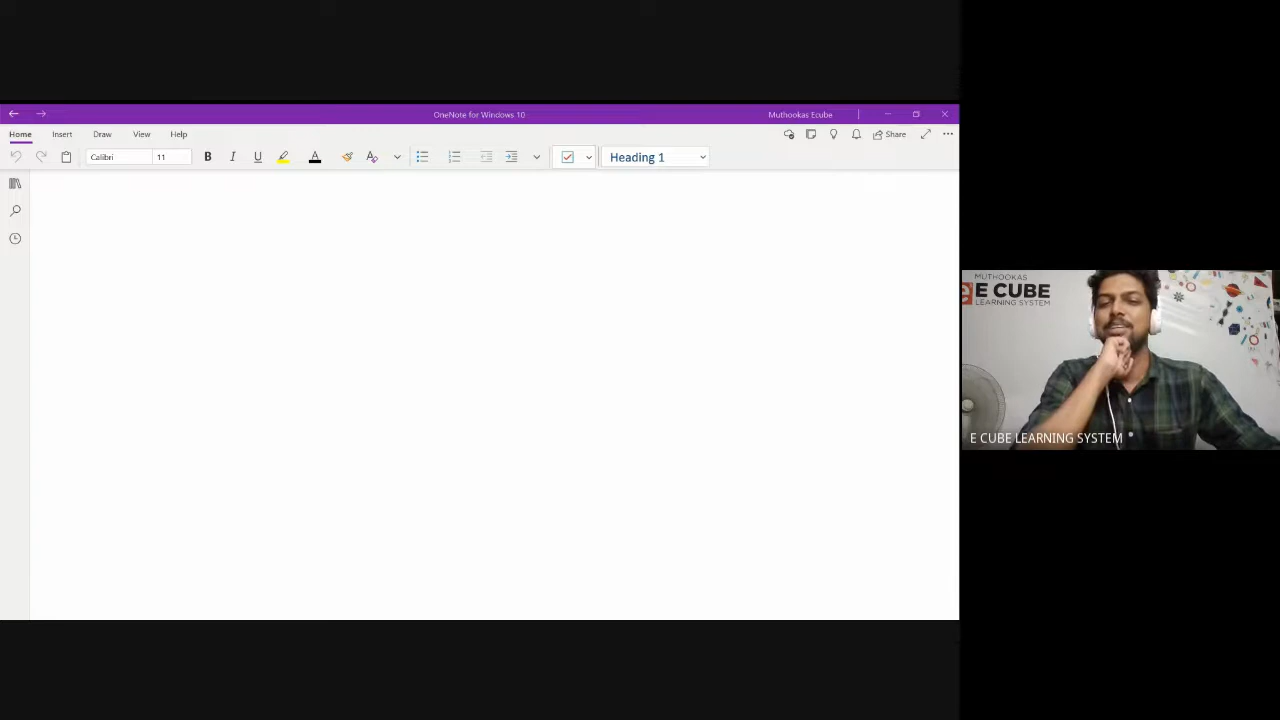 OneNote for Windows 10
Muthookas Ecube
Home Insert Draw View Help
Share
Calibri 11 B I U A A Heading 1
MUTHOOKAS
E CUBE
LEARNING SYSTEM
E CUBE LEARNING SYSTEM